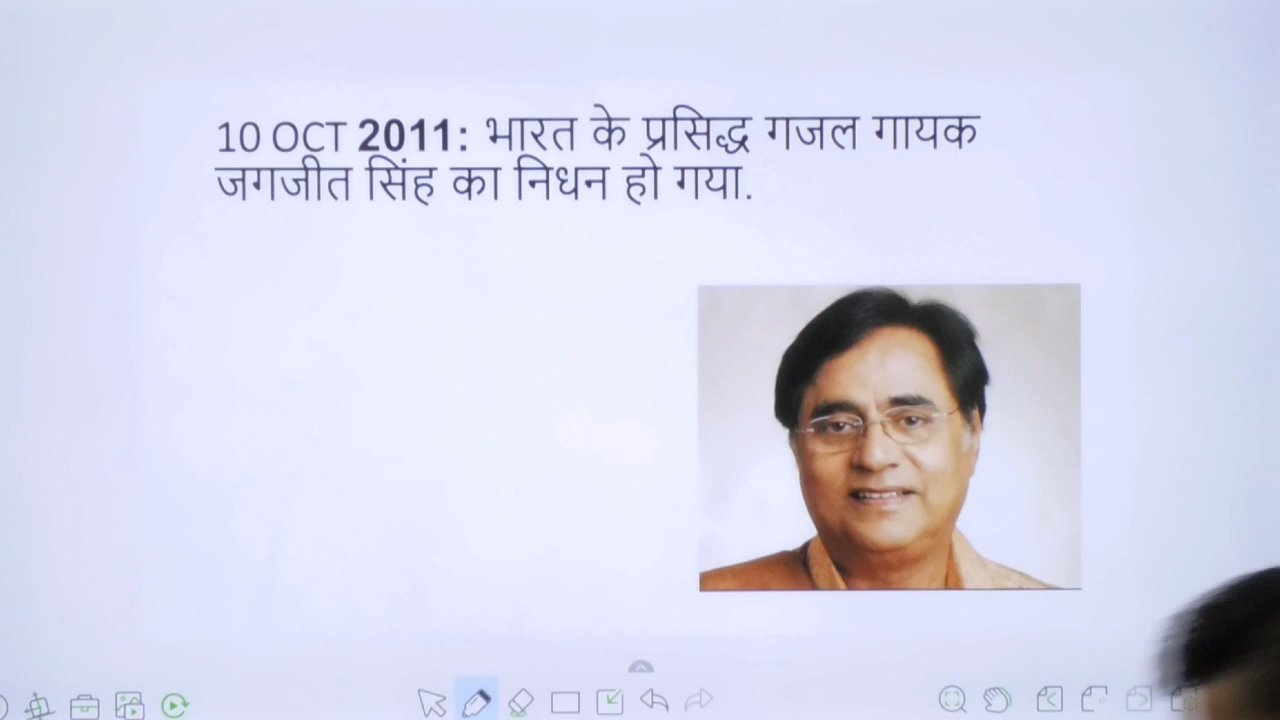 10 OCT 2011: भारत के प्रसिद्ध गजल गायक
जगजीत सिंह का निधन हो गया.